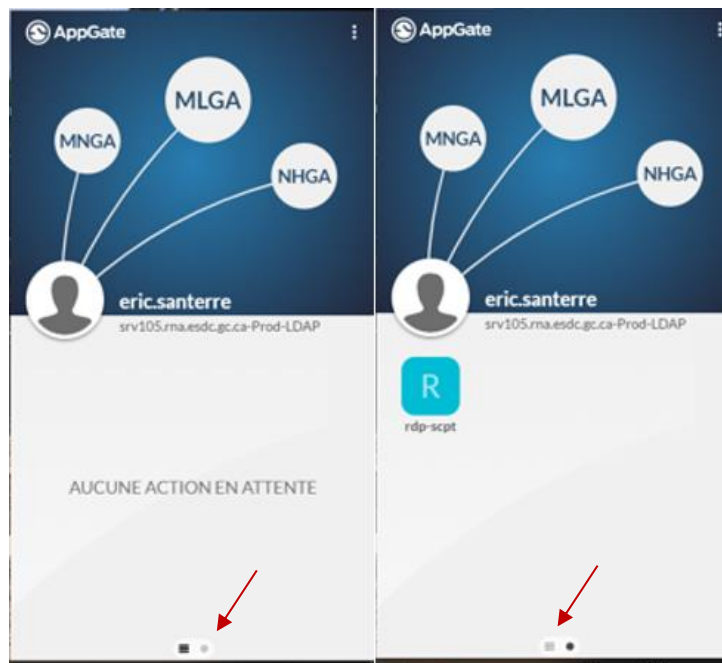 AppGate
MLGA
MNGA
NHGA
eric.santerre
srv105.rna.esdc.gc.ca-Prod-LDAP
AUCUNE ACTION EN ATTENTE
AppGate
MLGA
MNGA
NHGA
eric.santerre
srv105.rna.esdc.gc.ca-Prod-LDAP
R
rdp-scpt